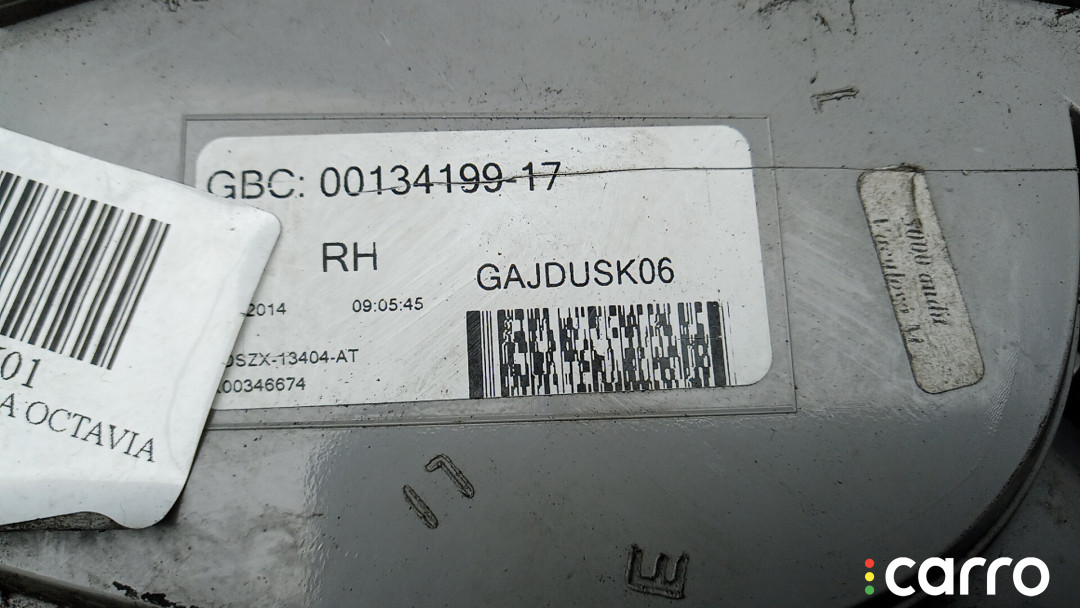 GBC: 00134199-17
RH
GAJDUSK06
2014 09:05:45
DSZX-13404-AT
00346674
01
A OCTAVIA
carro